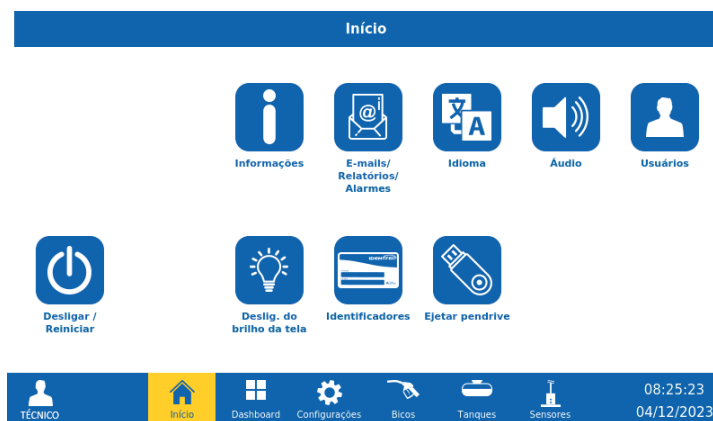 Início
Informações
E-mails/
Relatórios/
Alarmes
Idioma
Áudio
Usuários
Desligar /
Reiniciar
Deslig. do
brilho da tela
Identificadores
Ejetar pendrive
TÉCNICO
Início
Dashboard
Configurações
Bicos
Tanques
Sensores
08:25:23
04/12/2023